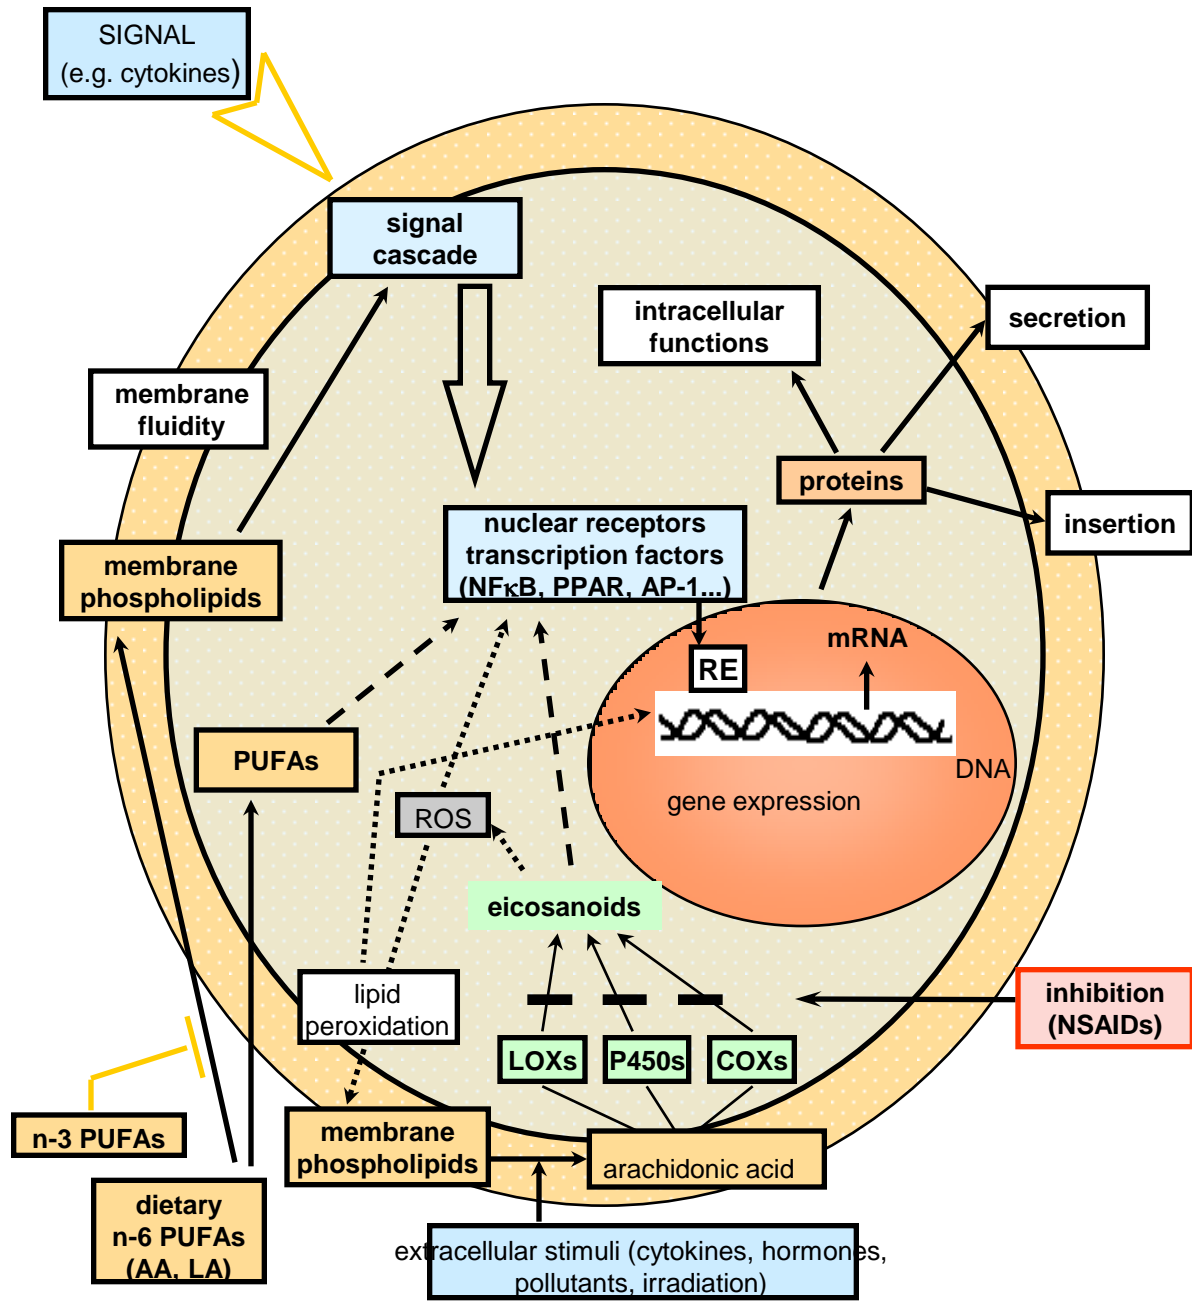 SIGNAL
(e.g. cytokines)
signal
cascade
intracellular
functions
secretion
membrane
fluidity
proteins
insertion
nuclear receptors
transcription factors
(NFκB, PPAR, AP-1...)
membrane
phospholipids
mRNA
RE
PUFAs
DNA
gene expression
ROS
eicosanoids
lipid
peroxidation
inhibition
(NSAIDs)
LOXs
P450s
COXs
n-3 PUFAs
membrane
phospholipids
arachidonic acid
dietary
n-6 PUFAs
(AA, LA)
extracellular stimuli (cytokines, hormones,
pollutants, irradiation)